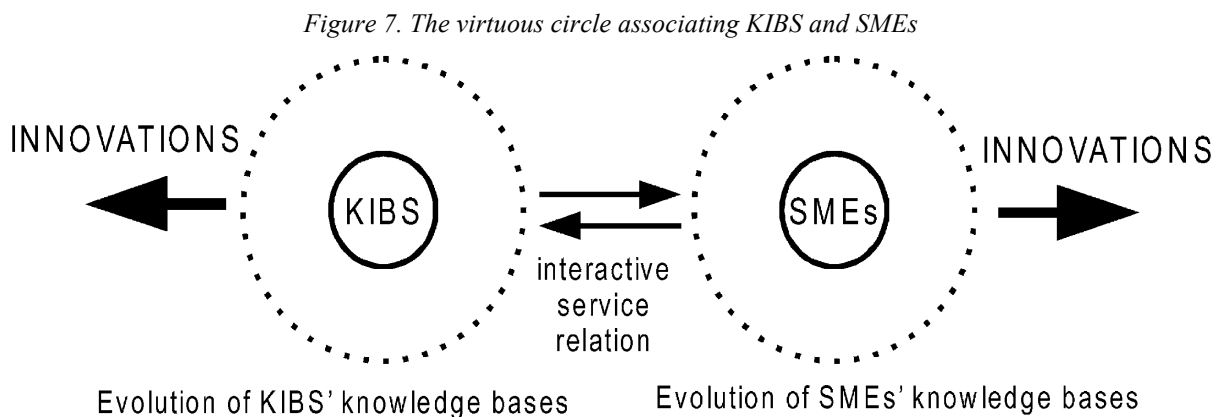 Figure 7. The virtuous circle associating KIBS and SMEs
INNOVATIONS
INNOVATIONS
KIBS
SMEs
interactive
service
relation
Evolution of KIBS' knowledge bases
Evolution of SMEs' knowledge bases